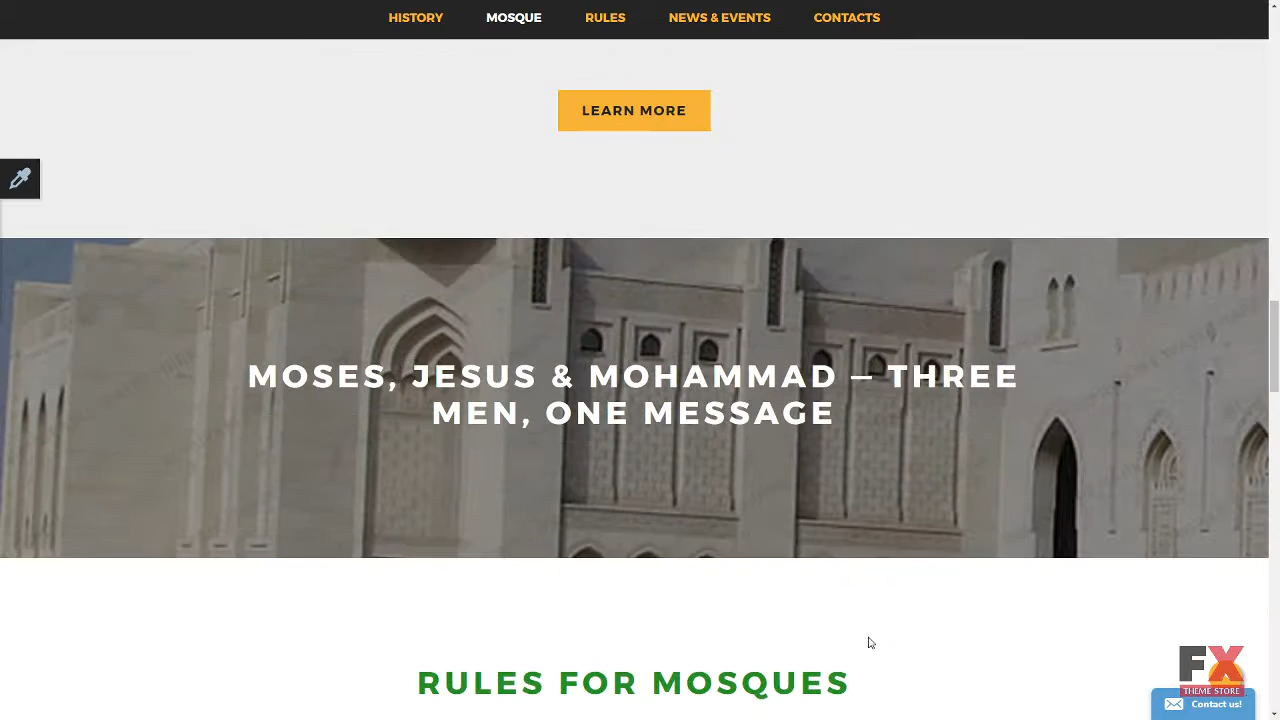 HISTORY MOSQUE RULES NEWS & EVENTS CONTACTS
LEARN MORE
MOSES, JESUS & MOHAMMAD — THREE
MEN, ONE MESSAGE
RULES FOR MOSQUES
FX
THEME STORE
Contact us!